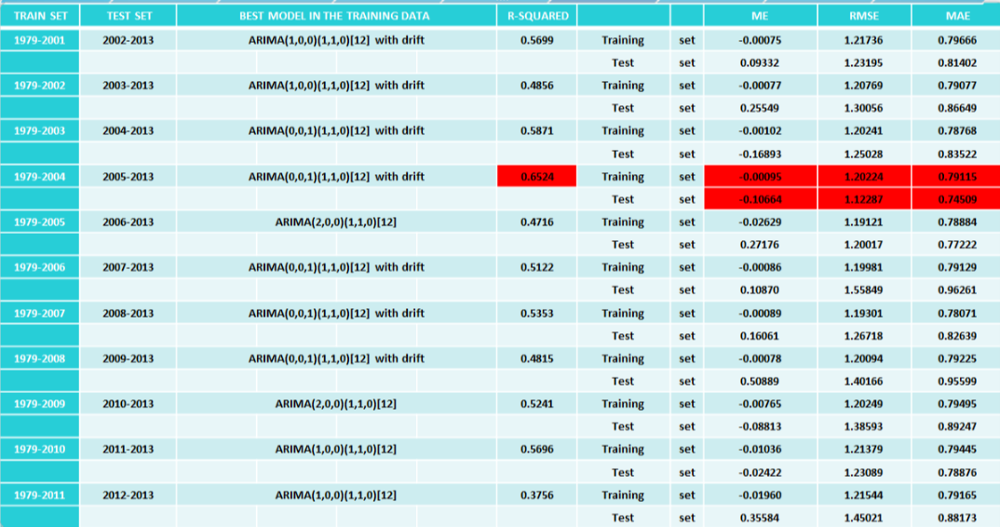 TRAIN SET TEST SET BEST MODEL IN THE TRAINING DATA R-SQUARED ME RMSE MAE
1979-2001 2002-2013 ARIMA(1,0,0)(1,1,0)[12] with drift 0.5699 Training set -0.00075 1.21736 0.79666
Test set 0.09332 1.23195 0.81402
1979-2002 2003-2013 ARIMA(1,0,0)(1,1,0)[12] with drift 0.4856 Training set -0.00077 1.20769 0.79077
Test set 0.25549 1.30056 0.86649
1979-2003 2004-2013 ARIMA(0,0,1)(1,1,0)[12] with drift 0.5871 Training set -0.00102 1.20241 0.78768
Test set -0.16893 1.25028 0.83522
1979-2004 2005-2013 ARIMA(0,0,1)(1,1,0)[12] with drift 0.6524 Training set -0.00095 1.20224 0.79115
Test set -0.10664 1.12287 0.74509
1979-2005 2006-2013 ARIMA(2,0,0)(1,1,0)[12] 0.4716 Training set -0.02629 1.19121 0.78884
Test set 0.27176 1.20017 0.77222
1979-2006 2007-2013 ARIMA(0,0,1)(1,1,0)[12] with drift 0.5122 Training set -0.00086 1.19981 0.79129
Test set 0.10870 1.55849 0.96261
1979-2007 2008-2013 ARIMA(0,0,1)(1,1,0)[12] with drift 0.5353 Training set -0.00089 1.19301 0.78071
Test set 0.16061 1.26718 0.82639
1979-2008 2009-2013 ARIMA(0,0,1)(1,1,0)[12] with drift 0.4815 Training set -0.00078 1.20094 0.79225
Test set 0.50889 1.40166 0.95599
1979-2009 2010-2013 ARIMA(2,0,0)(1,1,0)[12] 0.5241 Training set -0.00765 1.20249 0.79495
Test set -0.08813 1.38593 0.89247
1979-2010 2011-2013 ARIMA(1,0,0)(1,1,0)[12] 0.5696 Training set -0.01036 1.21379 0.79445
Test set -0.02422 1.23089 0.78876
1979-2011 2012-2013 ARIMA(1,0,0)(1,1,0)[12] 0.3756 Training set -0.01960 1.21544 0.79165
Test set 0.35584 1.45021 0.88173